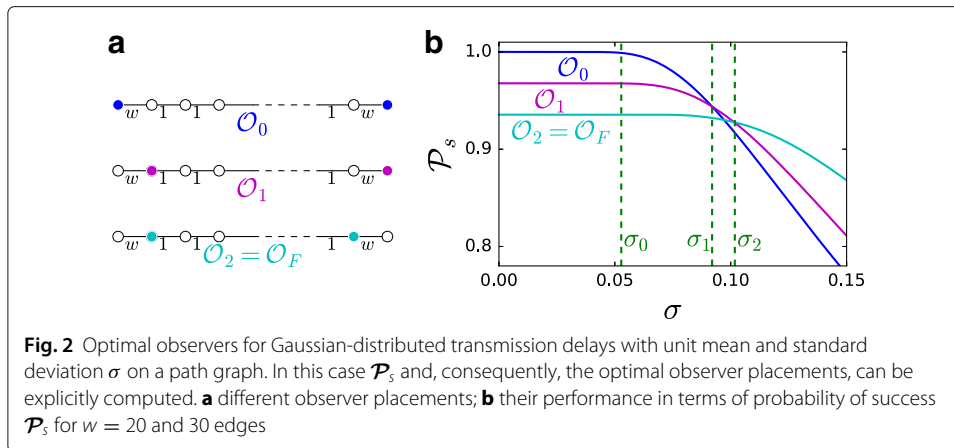 a
w 1 1 𝒪₀ 1 w
w 1 1 𝒪₁ 1 w
w 1 1 𝒪₂ = 𝒪_F 1 w
b
1.0
0.9
0.8
𝒫ₛ
𝒪₀
𝒪₁
𝒪₂ = 𝒪_F
σ₀ σ₁ σ₂
0.00 0.05 0.10 0.15
σ
Fig. 2 Optimal observers for Gaussian-distributed transmission delays with unit mean and standard
deviation σ on a path graph. In this case 𝒫ₛ and, consequently, the optimal observer placements, can be
explicitly computed. a different observer placements; b their performance in terms of probability of success
𝒫ₛ for w = 20 and 30 edges